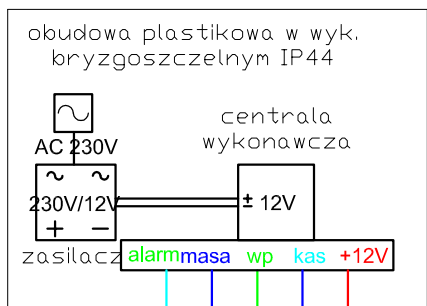 obudowa plastikowa w wyk.
bryzgoszczelnym IP44
centrala
wykonawcza
AC 230V
230V/12V
+ −
± 12V
zasilacz
alarm masa wp kas +12V